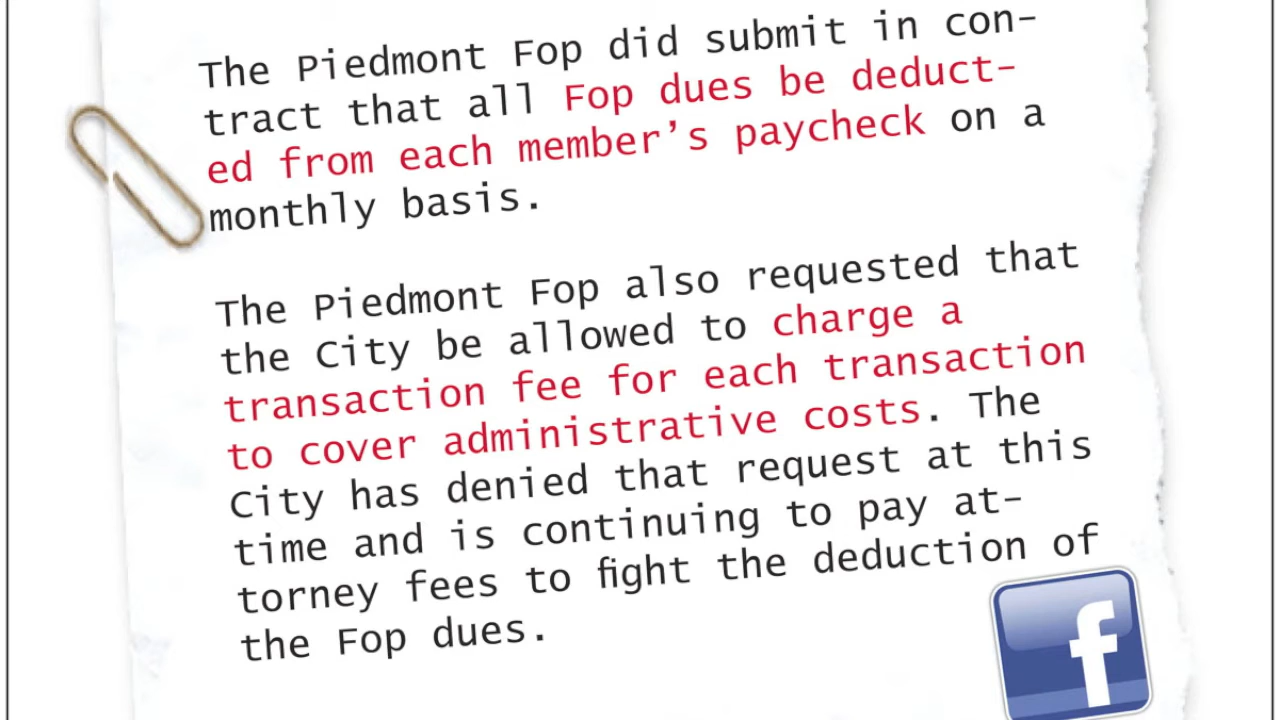 The Piedmont Fop did submit in con-
tract that all Fop dues be deduct-
ed from each member's paycheck on a
monthly basis.
The Piedmont Fop also requested that
the City be allowed to charge a
transaction fee for each transaction
to cover administrative costs. The
City has denied that request at this
time and is continuing to pay at-
torney fees to fight the deduction of
the Fop dues.
f